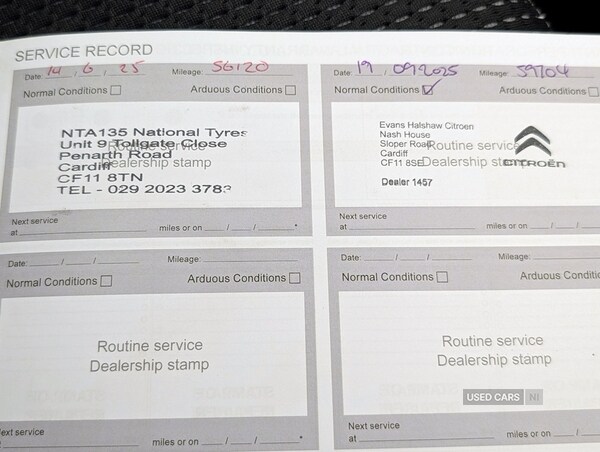 SERVICE RECORD
Date: 14 / 6 / 25 Mileage: 56120
Normal Conditions Arduous Conditions
NTA135 National Tyres
Unit 9 Tollgate Close
Routine service
Penarth Road
Dealership stamp
Cardiff
CF11 8TN
TEL - 029 2023 378?
Next service
at miles or on / / *
Date: 19 / 09 / 2025 Mileage: 59704
Normal Conditions Arduous Conditions
Evans Halshaw Citroen
Nash House
Sloper Road
Routine service
Cardiff
CF11 8SE
Dealership stamp
CITROËN
Dealer 1457
Next service
at miles or on / /
Date: / / Mileage:
Normal Conditions Arduous Conditions
Routine service
Dealership stamp
Next service
at miles or on / / *
Date: / / Mileage:
Normal Conditions Arduous
Routine service
Dealership stamp
Next service
at miles or on / /
USED CARS NI